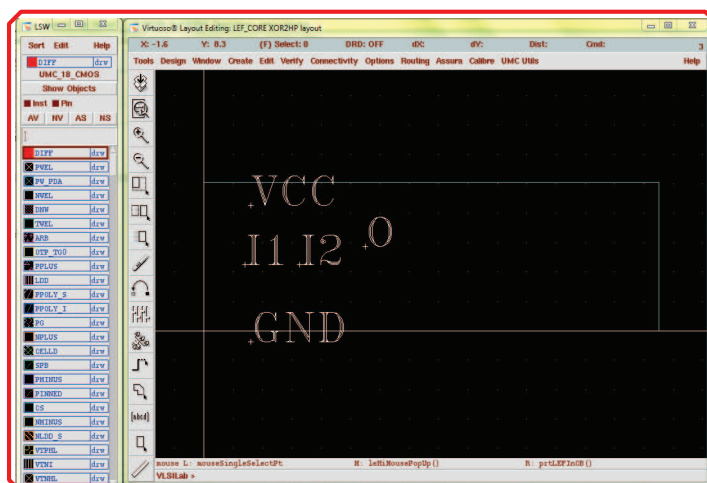 LSW
Sort Edit Help
DIFF drw
UMC_18_CMOS
Show Objects
Inst Pin
AV NV AS NS
DIFF drw
PWEL drw
PW_PDA drw
NWEL drw
DNW drw
TWEL drw
ARB drw
OTP_TGO drw
PPLUS drw
LDD drw
PPOLY_S drw
PPOLY_I drw
PG drw
NPLUS drw
CELLD drw
SPB drw
PMINUS drw
PINNED drw
CS drw
NMINUS drw
NLDD_S drw
VTPHL drw
VTNI drw
VTNHL drw
Virtuoso® Layout Editing: LEF_CORE XOR2HP layout
X: -1.6 Y: 8.3 (F) Select: 0 DRD: OFF dX: dY: Dist: Cmd: 3
Tools Design Window Create Edit Verify Connectivity Options Routing Assura Calibre UMC Utils Help
[abcd]
VCC
I1 I2 O
GND
mouse L: mouseSingleSelectPt M: leHiMousePopUp() R: prtLEFInGB()
VLSILab >